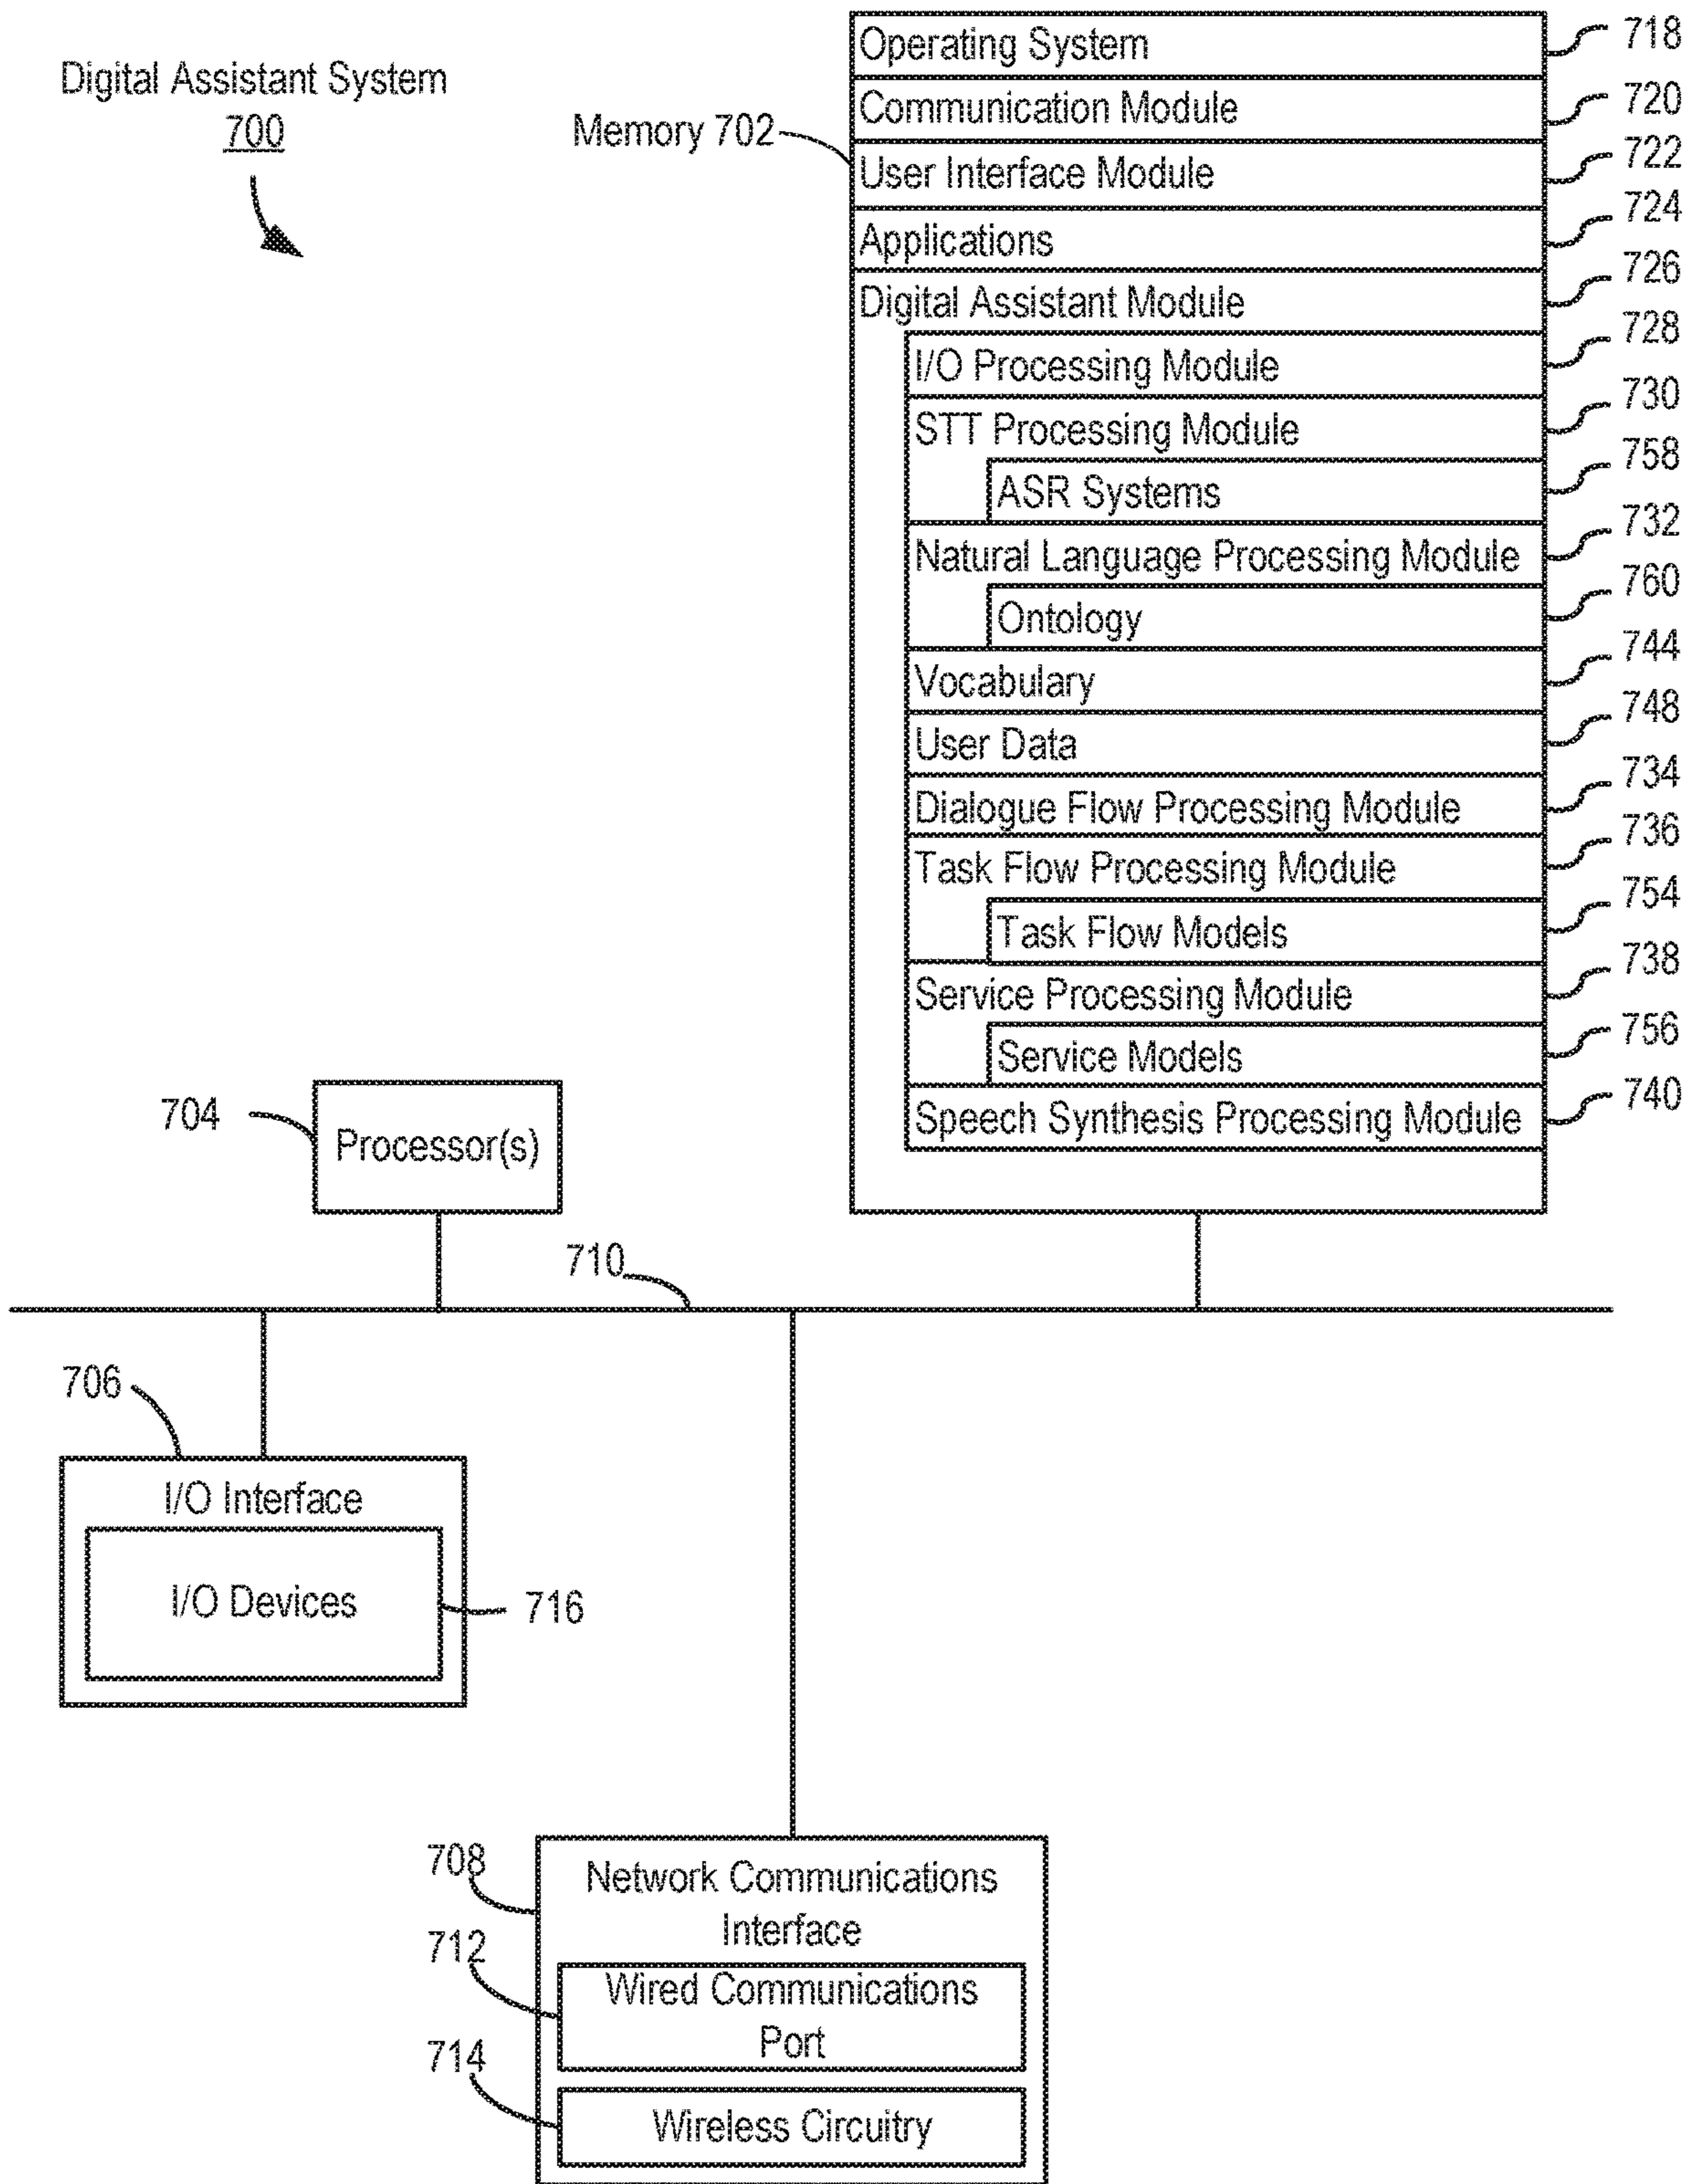 Digital Assistant System
700
Memory 702
Operating System 718
Communication Module 720
User Interface Module 722
Applications 724
Digital Assistant Module 726
I/O Processing Module 728
STT Processing Module 730
ASR Systems 758
Natural Language Processing Module 732
Ontology 760
Vocabulary 744
User Data 748
Dialogue Flow Processing Module 734
Task Flow Processing Module 736
Task Flow Models 754
Service Processing Module 738
Service Models 756
Speech Synthesis Processing Module 740
704
Processor(s)
710
706
I/O Interface
I/O Devices
716
708
Network Communications
Interface
712
Wired Communications
Port
714
Wireless Circuitry